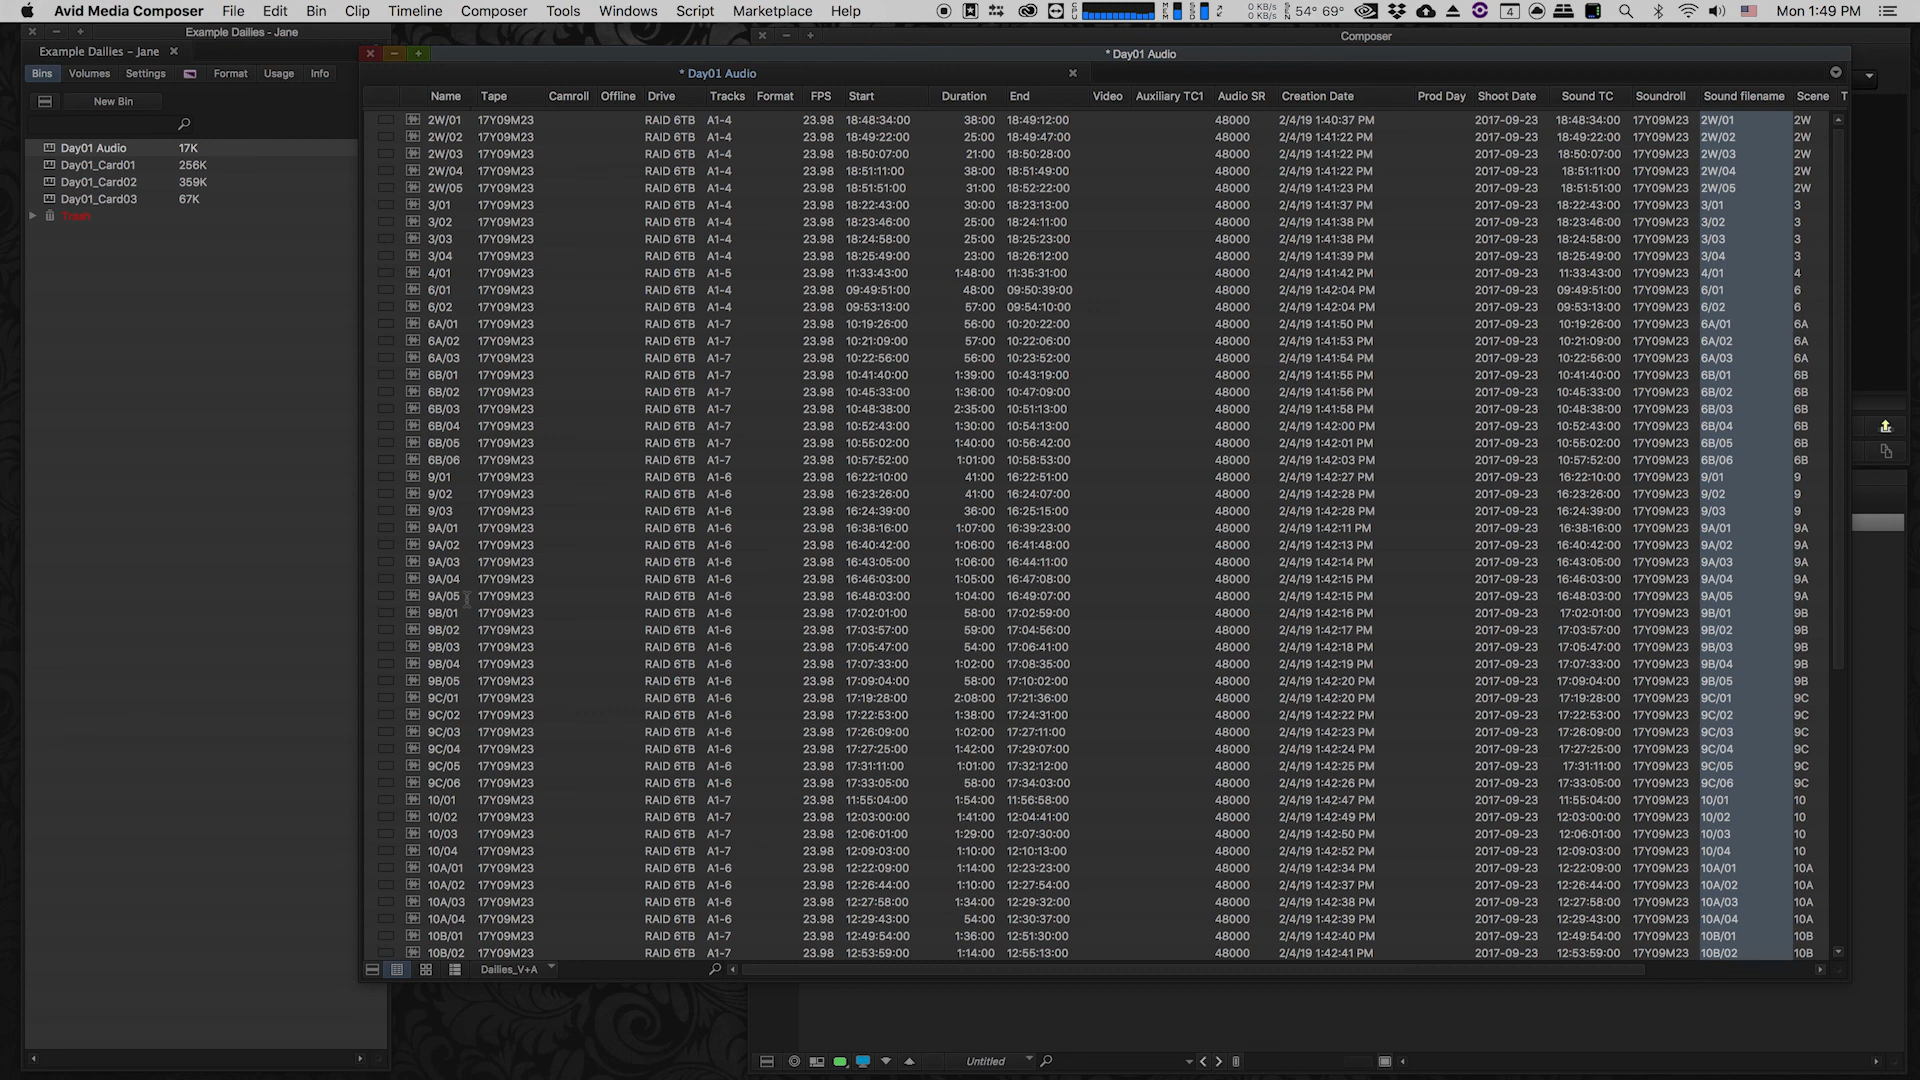 Avid Media Composer File Edit Bin Clip Timeline Composer Tools Windows Script Marketplace Help 0 KB/s 0 KB/s 54° 69° 4 Mon 1:49 PM
Example Dailies - Jane
Composer
Example Dailies - Jane
* Day01 Audio
Bins Volumes Settings Format Usage Info
* Day01 Audio
New Bin
Name Tape Camroll Offline Drive Tracks Format FPS Start Duration End Video Auxiliary TC1 Audio SR Creation Date Prod Day Shoot Date Sound TC Soundroll Sound filename Scene T
Day01 Audio 17K
Day01_Card01 256K
Day01_Card02 359K
Day01_Card03 67K
Trash
2W/01 17Y09M23 RAID 6TB A1-4 23.98 18:48:34:00 38:00 18:49:12:00 48000 2/4/19 1:40:37 PM 2017-09-23 18:48:34:00 17Y09M23 2W/01 2W
2W/02 17Y09M23 RAID 6TB A1-4 23.98 18:49:22:00 25:00 18:49:47:00 48000 2/4/19 1:41:22 PM 2017-09-23 18:49:22:00 17Y09M23 2W/02 2W
2W/03 17Y09M23 RAID 6TB A1-4 23.98 18:50:07:00 21:00 18:50:28:00 48000 2/4/19 1:41:22 PM 2017-09-23 18:50:07:00 17Y09M23 2W/03 2W
2W/04 17Y09M23 RAID 6TB A1-4 23.98 18:51:11:00 38:00 18:51:49:00 48000 2/4/19 1:41:22 PM 2017-09-23 18:51:11:00 17Y09M23 2W/04 2W
2W/05 17Y09M23 RAID 6TB A1-4 23.98 18:51:51:00 31:00 18:52:22:00 48000 2/4/19 1:41:23 PM 2017-09-23 18:51:51:00 17Y09M23 2W/05 2W
3/01 17Y09M23 RAID 6TB A1-4 23.98 18:22:43:00 30:00 18:23:13:00 48000 2/4/19 1:41:37 PM 2017-09-23 18:22:43:00 17Y09M23 3/01 3
3/02 17Y09M23 RAID 6TB A1-4 23.98 18:23:46:00 25:00 18:24:11:00 48000 2/4/19 1:41:38 PM 2017-09-23 18:23:46:00 17Y09M23 3/02 3
3/03 17Y09M23 RAID 6TB A1-4 23.98 18:24:58:00 25:00 18:25:23:00 48000 2/4/19 1:41:38 PM 2017-09-23 18:24:58:00 17Y09M23 3/03 3
3/04 17Y09M23 RAID 6TB A1-4 23.98 18:25:49:00 23:00 18:26:12:00 48000 2/4/19 1:41:39 PM 2017-09-23 18:25:49:00 17Y09M23 3/04 3
4/01 17Y09M23 RAID 6TB A1-5 23.98 11:33:43:00 1:48:00 11:35:31:00 48000 2/4/19 1:41:42 PM 2017-09-23 11:33:43:00 17Y09M23 4/01 4
6/01 17Y09M23 RAID 6TB A1-4 23.98 09:49:51:00 48:00 09:50:39:00 48000 2/4/19 1:42:04 PM 2017-09-23 09:49:51:00 17Y09M23 6/01 6
6/02 17Y09M23 RAID 6TB A1-4 23.98 09:53:13:00 57:00 09:54:10:00 48000 2/4/19 1:42:04 PM 2017-09-23 09:53:13:00 17Y09M23 6/02 6
6A/01 17Y09M23 RAID 6TB A1-7 23.98 10:19:26:00 56:00 10:20:22:00 48000 2/4/19 1:41:50 PM 2017-09-23 10:19:26:00 17Y09M23 6A/01 6A
6A/02 17Y09M23 RAID 6TB A1-7 23.98 10:21:09:00 57:00 10:22:06:00 48000 2/4/19 1:41:53 PM 2017-09-23 10:21:09:00 17Y09M23 6A/02 6A
6A/03 17Y09M23 RAID 6TB A1-7 23.98 10:22:56:00 56:00 10:23:52:00 48000 2/4/19 1:41:54 PM 2017-09-23 10:22:56:00 17Y09M23 6A/03 6A
6B/01 17Y09M23 RAID 6TB A1-7 23.98 10:41:40:00 1:39:00 10:43:19:00 48000 2/4/19 1:41:55 PM 2017-09-23 10:41:40:00 17Y09M23 6B/01 6B
6B/02 17Y09M23 RAID 6TB A1-7 23.98 10:45:33:00 1:36:00 10:47:09:00 48000 2/4/19 1:41:56 PM 2017-09-23 10:45:33:00 17Y09M23 6B/02 6B
6B/03 17Y09M23 RAID 6TB A1-7 23.98 10:48:38:00 2:35:00 10:51:13:00 48000 2/4/19 1:41:58 PM 2017-09-23 10:48:38:00 17Y09M23 6B/03 6B
6B/04 17Y09M23 RAID 6TB A1-7 23.98 10:52:43:00 1:30:00 10:54:13:00 48000 2/4/19 1:42:00 PM 2017-09-23 10:52:43:00 17Y09M23 6B/04 6B
6B/05 17Y09M23 RAID 6TB A1-7 23.98 10:55:02:00 1:40:00 10:56:42:00 48000 2/4/19 1:42:01 PM 2017-09-23 10:55:02:00 17Y09M23 6B/05 6B
6B/06 17Y09M23 RAID 6TB A1-7 23.98 10:57:52:00 1:01:00 10:58:53:00 48000 2/4/19 1:42:03 PM 2017-09-23 10:57:52:00 17Y09M23 6B/06 6B
9/01 17Y09M23 RAID 6TB A1-6 23.98 16:22:10:00 41:00 16:22:51:00 48000 2/4/19 1:42:27 PM 2017-09-23 16:22:10:00 17Y09M23 9/01 9
9/02 17Y09M23 RAID 6TB A1-6 23.98 16:23:26:00 41:00 16:24:07:00 48000 2/4/19 1:42:28 PM 2017-09-23 16:23:26:00 17Y09M23 9/02 9
9/03 17Y09M23 RAID 6TB A1-6 23.98 16:24:39:00 36:00 16:25:15:00 48000 2/4/19 1:42:28 PM 2017-09-23 16:24:39:00 17Y09M23 9/03 9
9A/01 17Y09M23 RAID 6TB A1-6 23.98 16:38:16:00 1:07:00 16:39:23:00 48000 2/4/19 1:42:11 PM 2017-09-23 16:38:16:00 17Y09M23 9A/01 9A
9A/02 17Y09M23 RAID 6TB A1-6 23.98 16:40:42:00 1:06:00 16:41:48:00 48000 2/4/19 1:42:13 PM 2017-09-23 16:40:42:00 17Y09M23 9A/02 9A
9A/03 17Y09M23 RAID 6TB A1-6 23.98 16:43:05:00 1:06:00 16:44:11:00 48000 2/4/19 1:42:14 PM 2017-09-23 16:43:05:00 17Y09M23 9A/03 9A
9A/04 17Y09M23 RAID 6TB A1-6 23.98 16:46:03:00 1:05:00 16:47:08:00 48000 2/4/19 1:42:15 PM 2017-09-23 16:46:03:00 17Y09M23 9A/04 9A
9A/05 17Y09M23 RAID 6TB A1-6 23.98 16:48:03:00 1:04:00 16:49:07:00 48000 2/4/19 1:42:15 PM 2017-09-23 16:48:03:00 17Y09M23 9A/05 9A
9B/01 17Y09M23 RAID 6TB A1-6 23.98 17:02:01:00 58:00 17:02:59:00 48000 2/4/19 1:42:16 PM 2017-09-23 17:02:01:00 17Y09M23 9B/01 9B
9B/02 17Y09M23 RAID 6TB A1-6 23.98 17:03:57:00 59:00 17:04:56:00 48000 2/4/19 1:42:17 PM 2017-09-23 17:03:57:00 17Y09M23 9B/02 9B
9B/03 17Y09M23 RAID 6TB A1-6 23.98 17:05:47:00 54:00 17:06:41:00 48000 2/4/19 1:42:18 PM 2017-09-23 17:05:47:00 17Y09M23 9B/03 9B
9B/04 17Y09M23 RAID 6TB A1-6 23.98 17:07:33:00 1:02:00 17:08:35:00 48000 2/4/19 1:42:19 PM 2017-09-23 17:07:33:00 17Y09M23 9B/04 9B
9B/05 17Y09M23 RAID 6TB A1-6 23.98 17:09:04:00 58:00 17:10:02:00 48000 2/4/19 1:42:20 PM 2017-09-23 17:09:04:00 17Y09M23 9B/05 9B
9C/01 17Y09M23 RAID 6TB A1-6 23.98 17:19:28:00 2:08:00 17:21:36:00 48000 2/4/19 1:42:20 PM 2017-09-23 17:19:28:00 17Y09M23 9C/01 9C
9C/02 17Y09M23 RAID 6TB A1-6 23.98 17:22:53:00 1:38:00 17:24:31:00 48000 2/4/19 1:42:22 PM 2017-09-23 17:22:53:00 17Y09M23 9C/02 9C
9C/03 17Y09M23 RAID 6TB A1-6 23.98 17:26:09:00 1:02:00 17:27:11:00 48000 2/4/19 1:42:23 PM 2017-09-23 17:26:09:00 17Y09M23 9C/03 9C
9C/04 17Y09M23 RAID 6TB A1-6 23.98 17:27:25:00 1:42:00 17:29:07:00 48000 2/4/19 1:42:24 PM 2017-09-23 17:27:25:00 17Y09M23 9C/04 9C
9C/05 17Y09M23 RAID 6TB A1-6 23.98 17:31:11:00 1:01:00 17:32:12:00 48000 2/4/19 1:42:25 PM 2017-09-23 17:31:11:00 17Y09M23 9C/05 9C
9C/06 17Y09M23 RAID 6TB A1-6 23.98 17:33:05:00 58:00 17:34:03:00 48000 2/4/19 1:42:26 PM 2017-09-23 17:33:05:00 17Y09M23 9C/06 9C
10/01 17Y09M23 RAID 6TB A1-7 23.98 11:55:04:00 1:54:00 11:56:58:00 48000 2/4/19 1:42:47 PM 2017-09-23 11:55:04:00 17Y09M23 10/01 10
10/02 17Y09M23 RAID 6TB A1-7 23.98 12:03:00:00 1:41:00 12:04:41:00 48000 2/4/19 1:42:49 PM 2017-09-23 12:03:00:00 17Y09M23 10/02 10
10/03 17Y09M23 RAID 6TB A1-7 23.98 12:06:01:00 1:29:00 12:07:30:00 48000 2/4/19 1:42:50 PM 2017-09-23 12:06:01:00 17Y09M23 10/03 10
10/04 17Y09M23 RAID 6TB A1-7 23.98 12:09:03:00 1:10:00 12:10:13:00 48000 2/4/19 1:42:52 PM 2017-09-23 12:09:03:00 17Y09M23 10/04 10
10A/01 17Y09M23 RAID 6TB A1-6 23.98 12:22:09:00 1:14:00 12:23:23:00 48000 2/4/19 1:42:34 PM 2017-09-23 12:22:09:00 17Y09M23 10A/01 10A
10A/02 17Y09M23 RAID 6TB A1-6 23.98 12:26:44:00 1:10:00 12:27:54:00 48000 2/4/19 1:42:37 PM 2017-09-23 12:26:44:00 17Y09M23 10A/02 10A
10A/03 17Y09M23 RAID 6TB A1-6 23.98 12:27:58:00 1:34:00 12:29:32:00 48000 2/4/19 1:42:38 PM 2017-09-23 12:27:58:00 17Y09M23 10A/03 10A
10A/04 17Y09M23 RAID 6TB A1-6 23.98 12:29:43:00 54:00 12:30:37:00 48000 2/4/19 1:42:39 PM 2017-09-23 12:29:43:00 17Y09M23 10A/04 10A
10B/01 17Y09M23 RAID 6TB A1-7 23.98 12:49:54:00 1:36:00 12:51:30:00 48000 2/4/19 1:42:40 PM 2017-09-23 12:49:54:00 17Y09M23 10B/01 10B
10B/02 17Y09M23 RAID 6TB A1-7 23.98 12:53:59:00 1:14:00 12:55:13:00 48000 2/4/19 1:42:41 PM 2017-09-23 12:53:59:00 17Y09M23 10B/02 10B
Dailies_V+A
Untitled